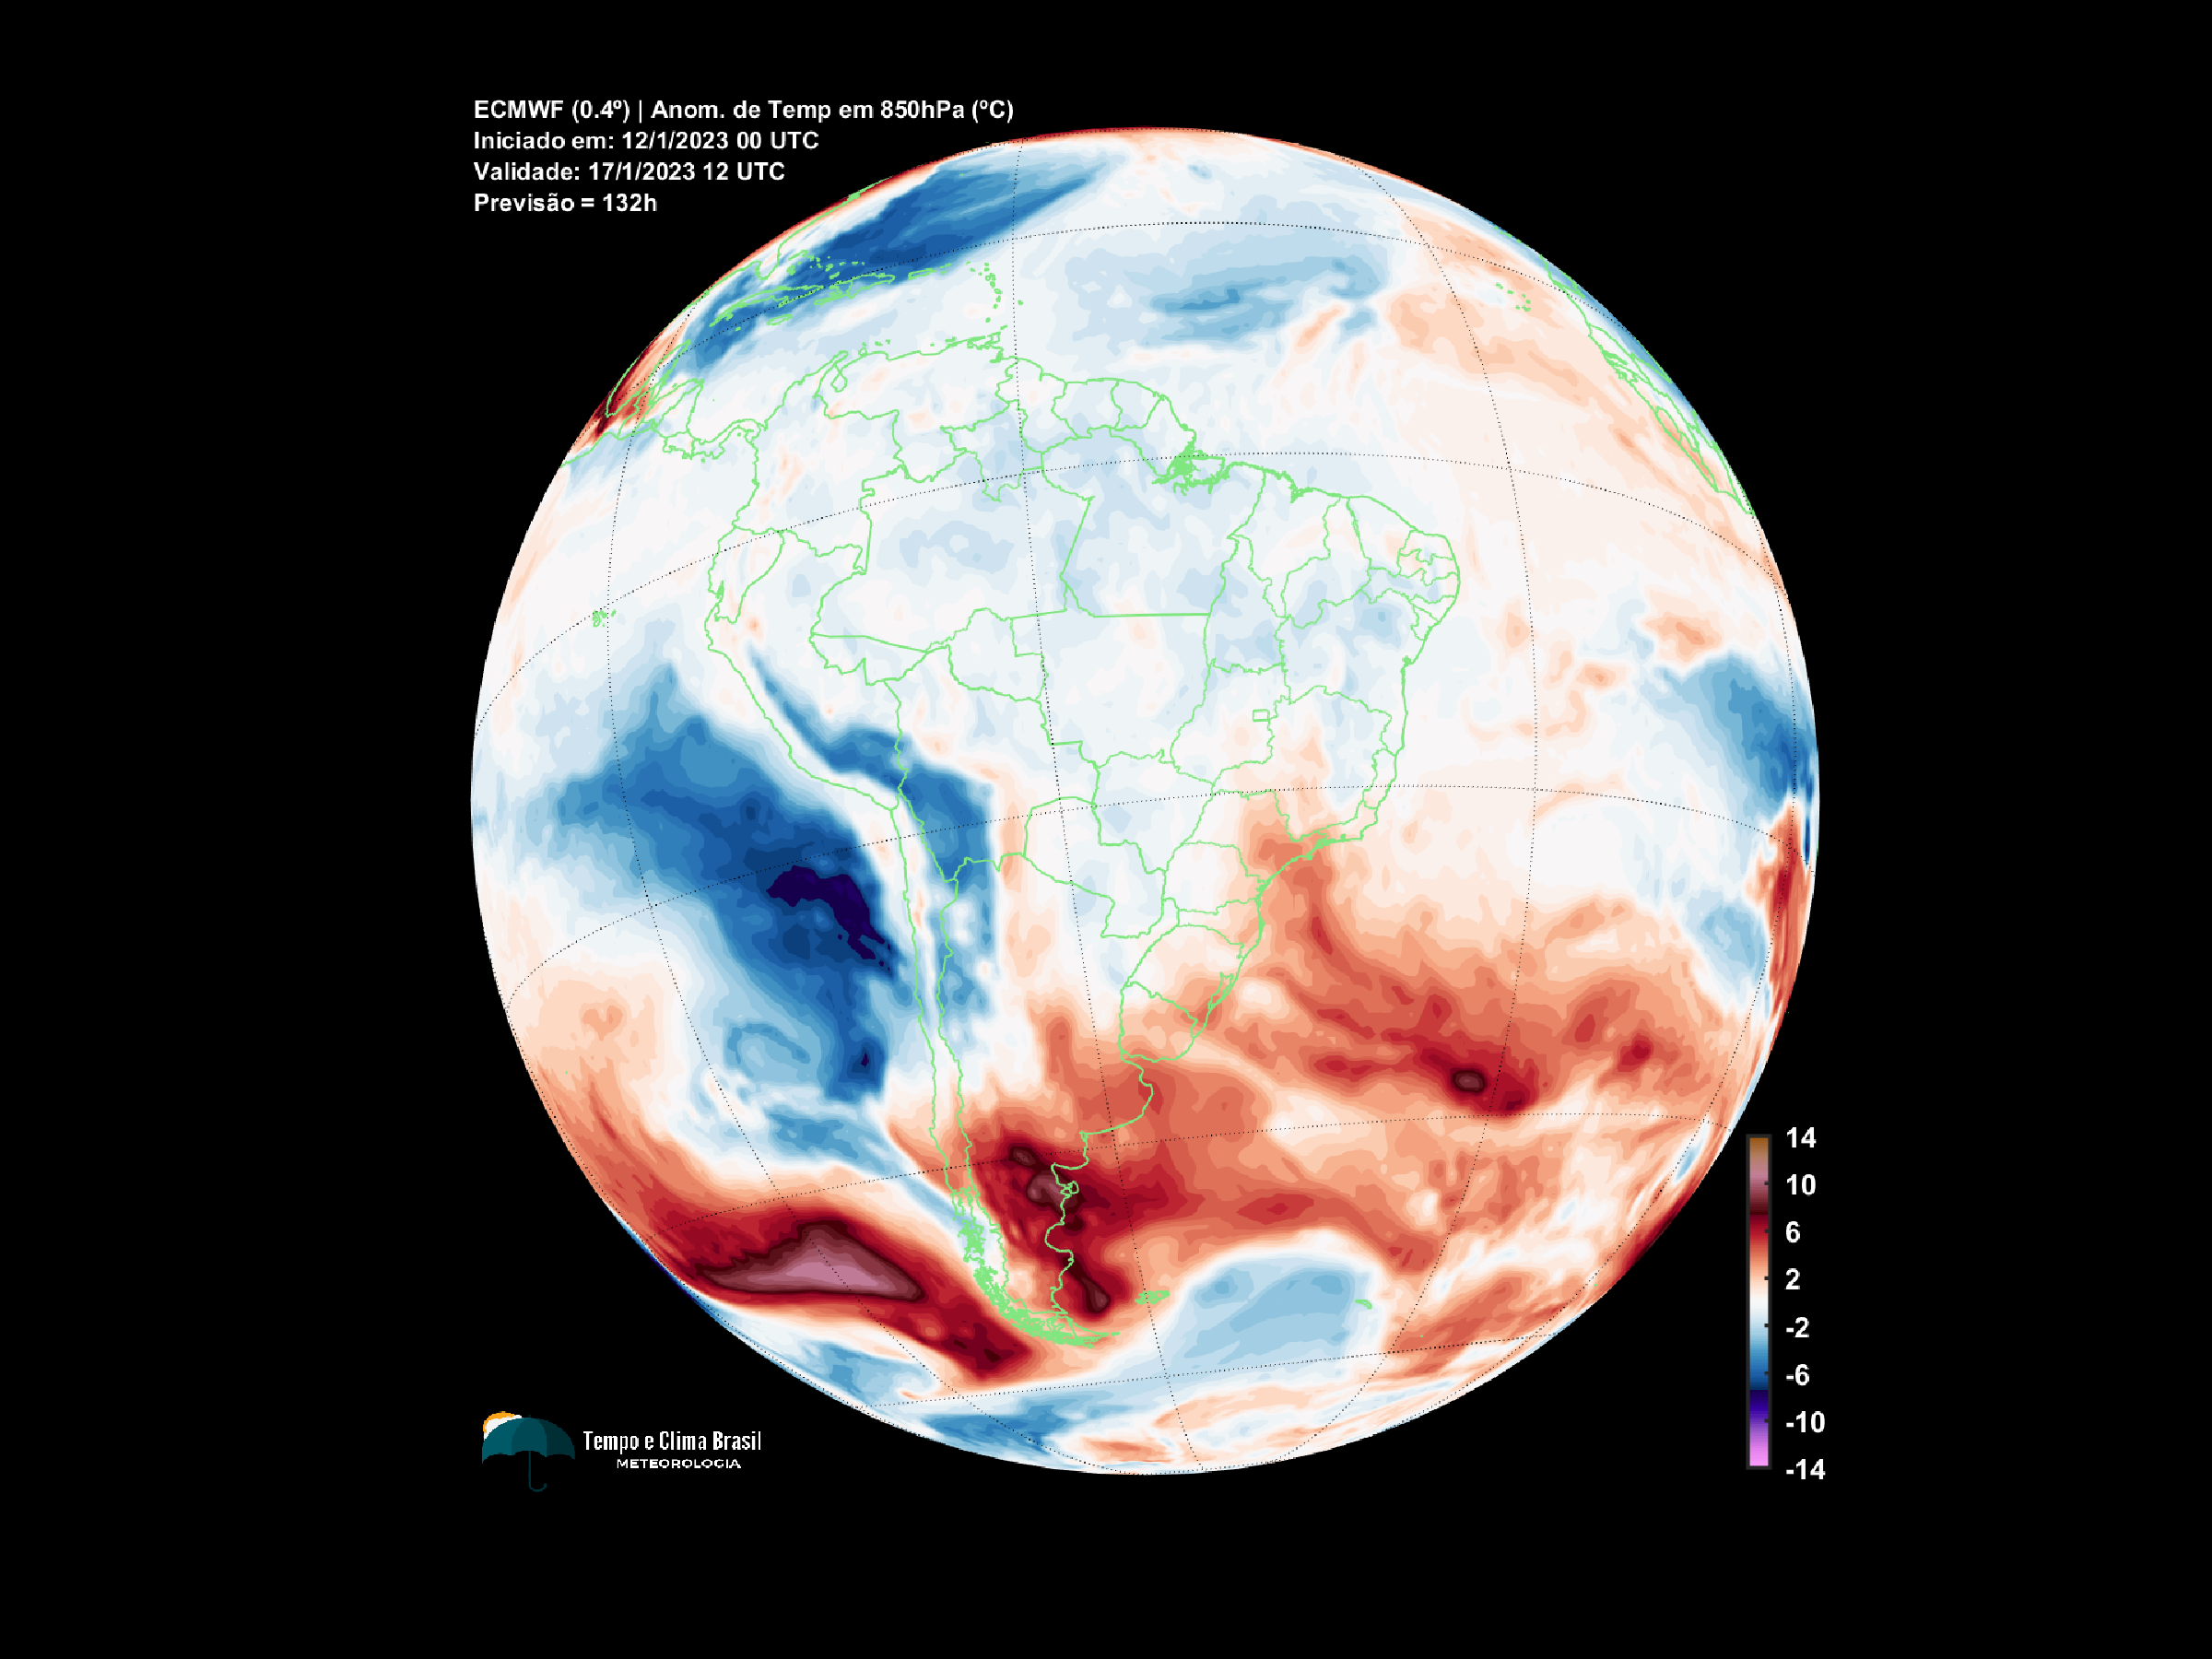 ECMWF (0.4º) | Anom. de Temp em 850hPa (ºC)
Iniciado em: 12/1/2023 00 UTC
Validade: 17/1/2023 12 UTC
Previsão = 132h
14
10
6
2
-2
-6
-10
-14
Tempo e Clima Brasil
METEOROLOGIA